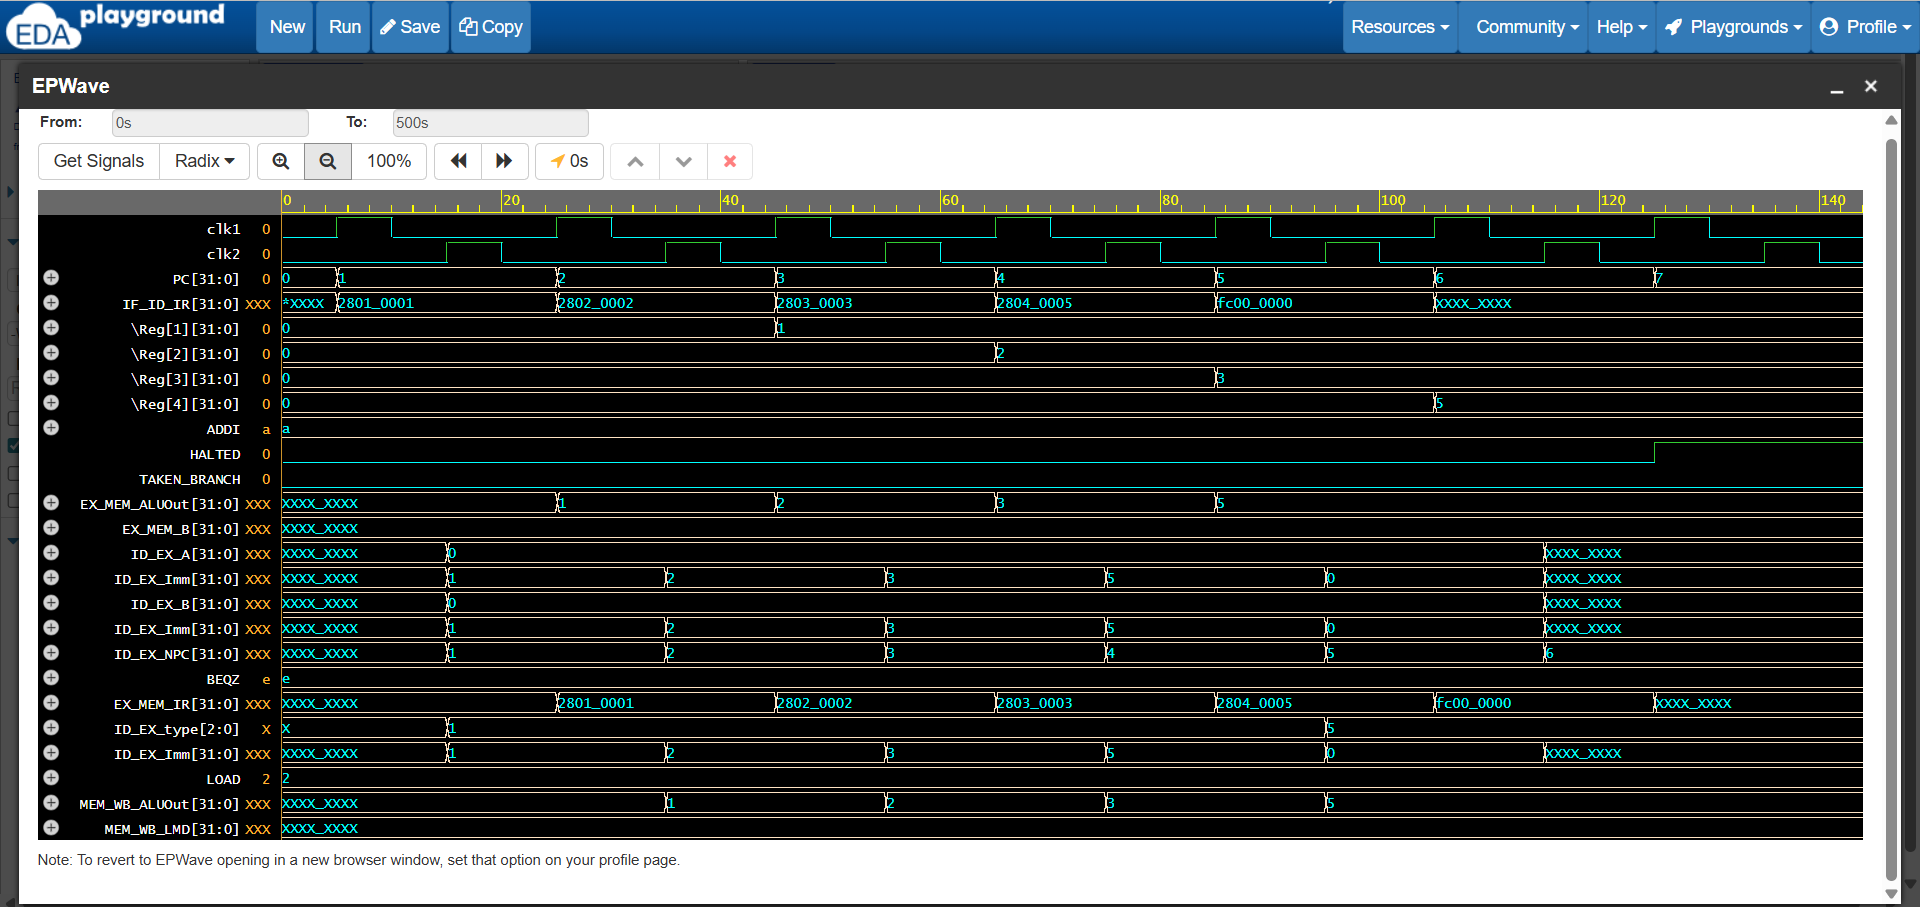 EDA playground
New Run Save Copy Resources Community Help Playgrounds Profile
EPWave
From: 0s To: 500s
Get Signals Radix 100% 0s
0 20 40 60 80 100 120 140
clk1 0
clk2 0
PC[31:0] 0 0 1 2 3 4 5 6 7
IF_ID_IR[31:0] XXX *XXXX 2801_0001 2802_0002 2803_0003 2804_0005 fc00_0000 XXXX_XXXX
\Reg[1][31:0] 0 0 1
\Reg[2][31:0] 0 0 2
\Reg[3][31:0] 0 0 3
\Reg[4][31:0] 0 0 5
ADDI a a
HALTED 0
TAKEN_BRANCH 0
EX_MEM_ALUOut[31:0] XXX XXXX_XXXX 1 2 3 5
EX_MEM_B[31:0] XXX XXXX_XXXX
ID_EX_A[31:0] XXX XXXX_XXXX 0 XXXX_XXXX
ID_EX_Imm[31:0] XXX XXXX_XXXX 1 2 3 5 0 XXXX_XXXX
ID_EX_B[31:0] XXX XXXX_XXXX 0 XXXX_XXXX
ID_EX_Imm[31:0] XXX XXXX_XXXX 1 2 3 5 0 XXXX_XXXX
ID_EX_NPC[31:0] XXX XXXX_XXXX 1 2 3 4 5 6
BEQZ e e
EX_MEM_IR[31:0] XXX XXXX_XXXX 2801_0001 2802_0002 2803_0003 2804_0005 fc00_0000 XXXX_XXXX
ID_EX_type[2:0] X X 1 5
ID_EX_Imm[31:0] XXX XXXX_XXXX 1 2 3 5 0 XXXX_XXXX
LOAD 2 2
MEM_WB_ALUOut[31:0] XXX XXXX_XXXX 1 2 3 5
MEM_WB_LMD[31:0] XXX XXXX_XXXX
Note: To revert to EPWave opening in a new browser window, set that option on your profile page.